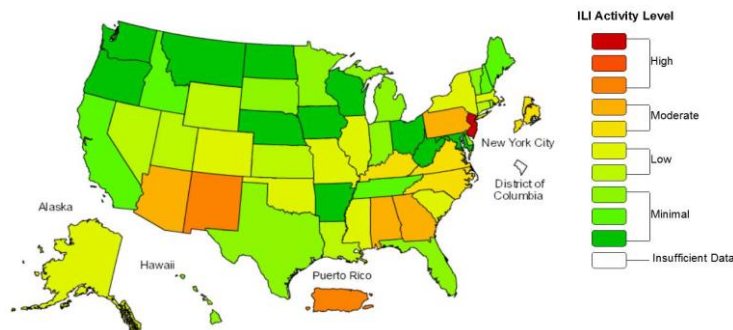 ILI Activity Level
High
Moderate
Low
Minimal
Insufficient Data
New York City
District of
Columbia
Alaska
Hawaii
Puerto Rico